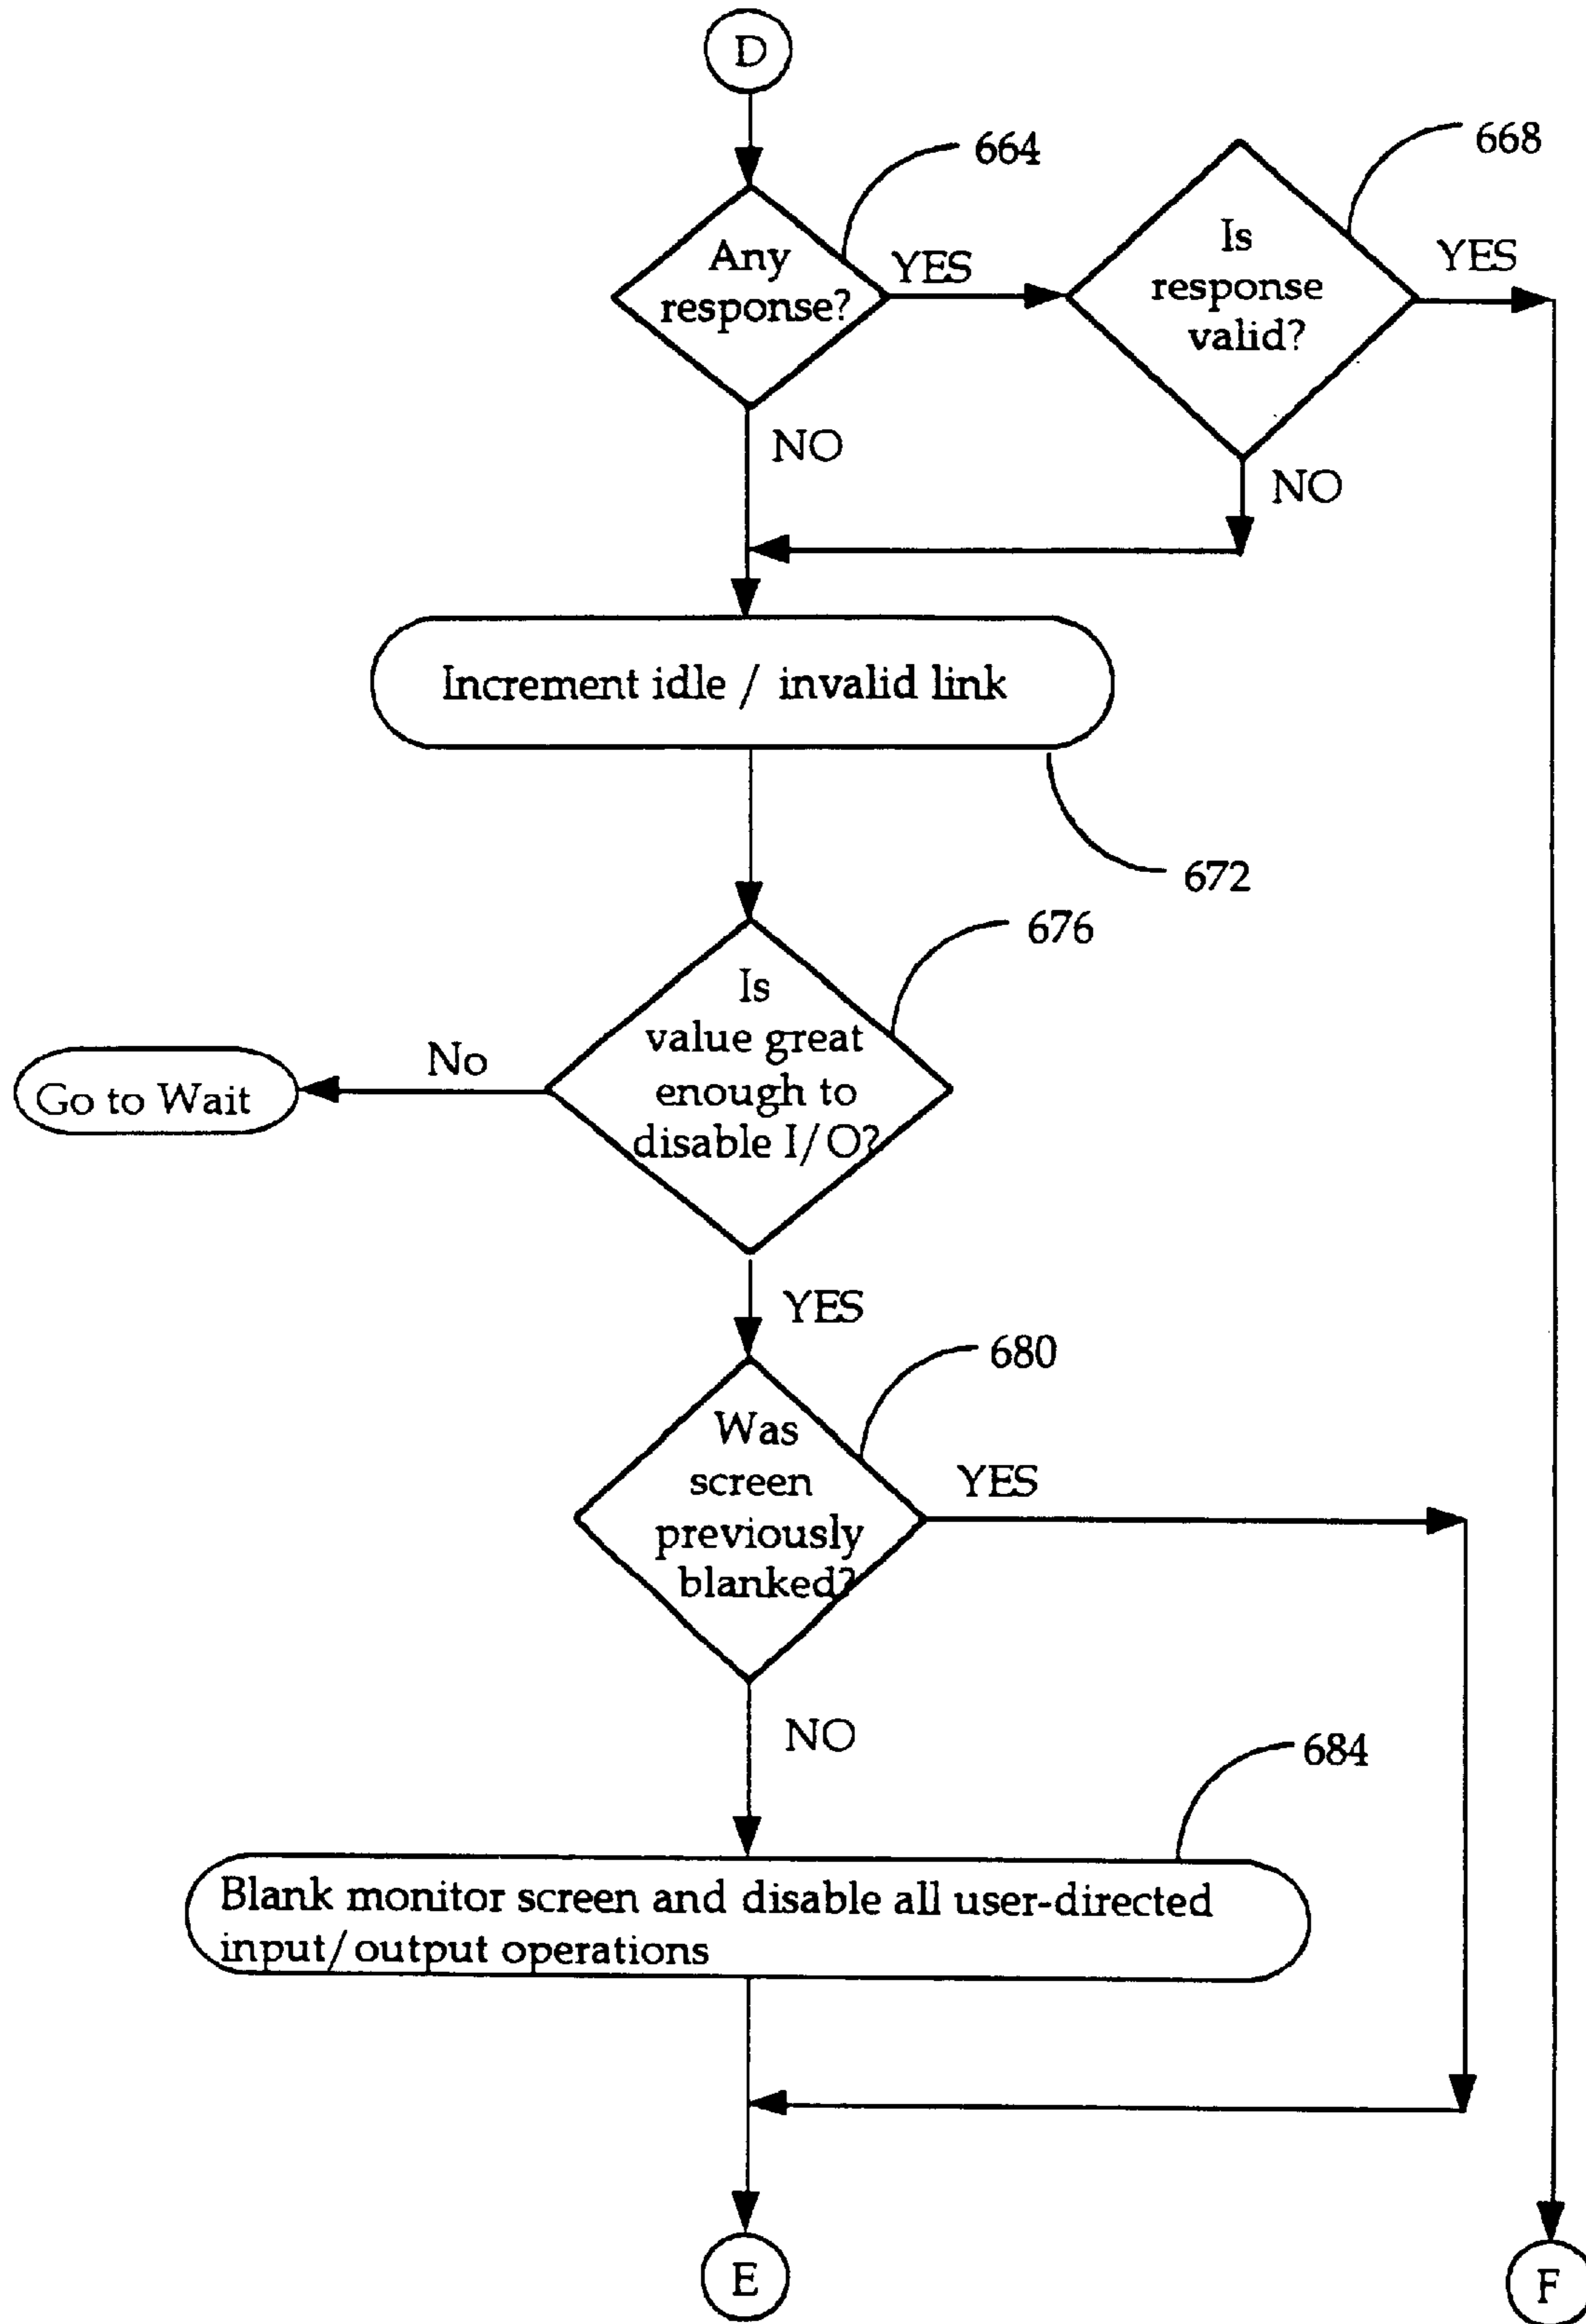 D
664
668
Any
response?
YES
Is
response
valid?
YES
NO
NO
Increment idle / invalid link
672
676
Is
value great
enough to
disable I/O?
No
Go to Wait
YES
680
Was
screen
previously
blanked?
YES
NO
684
Blank monitor screen and disable all user-directed
input/output operations
E
F